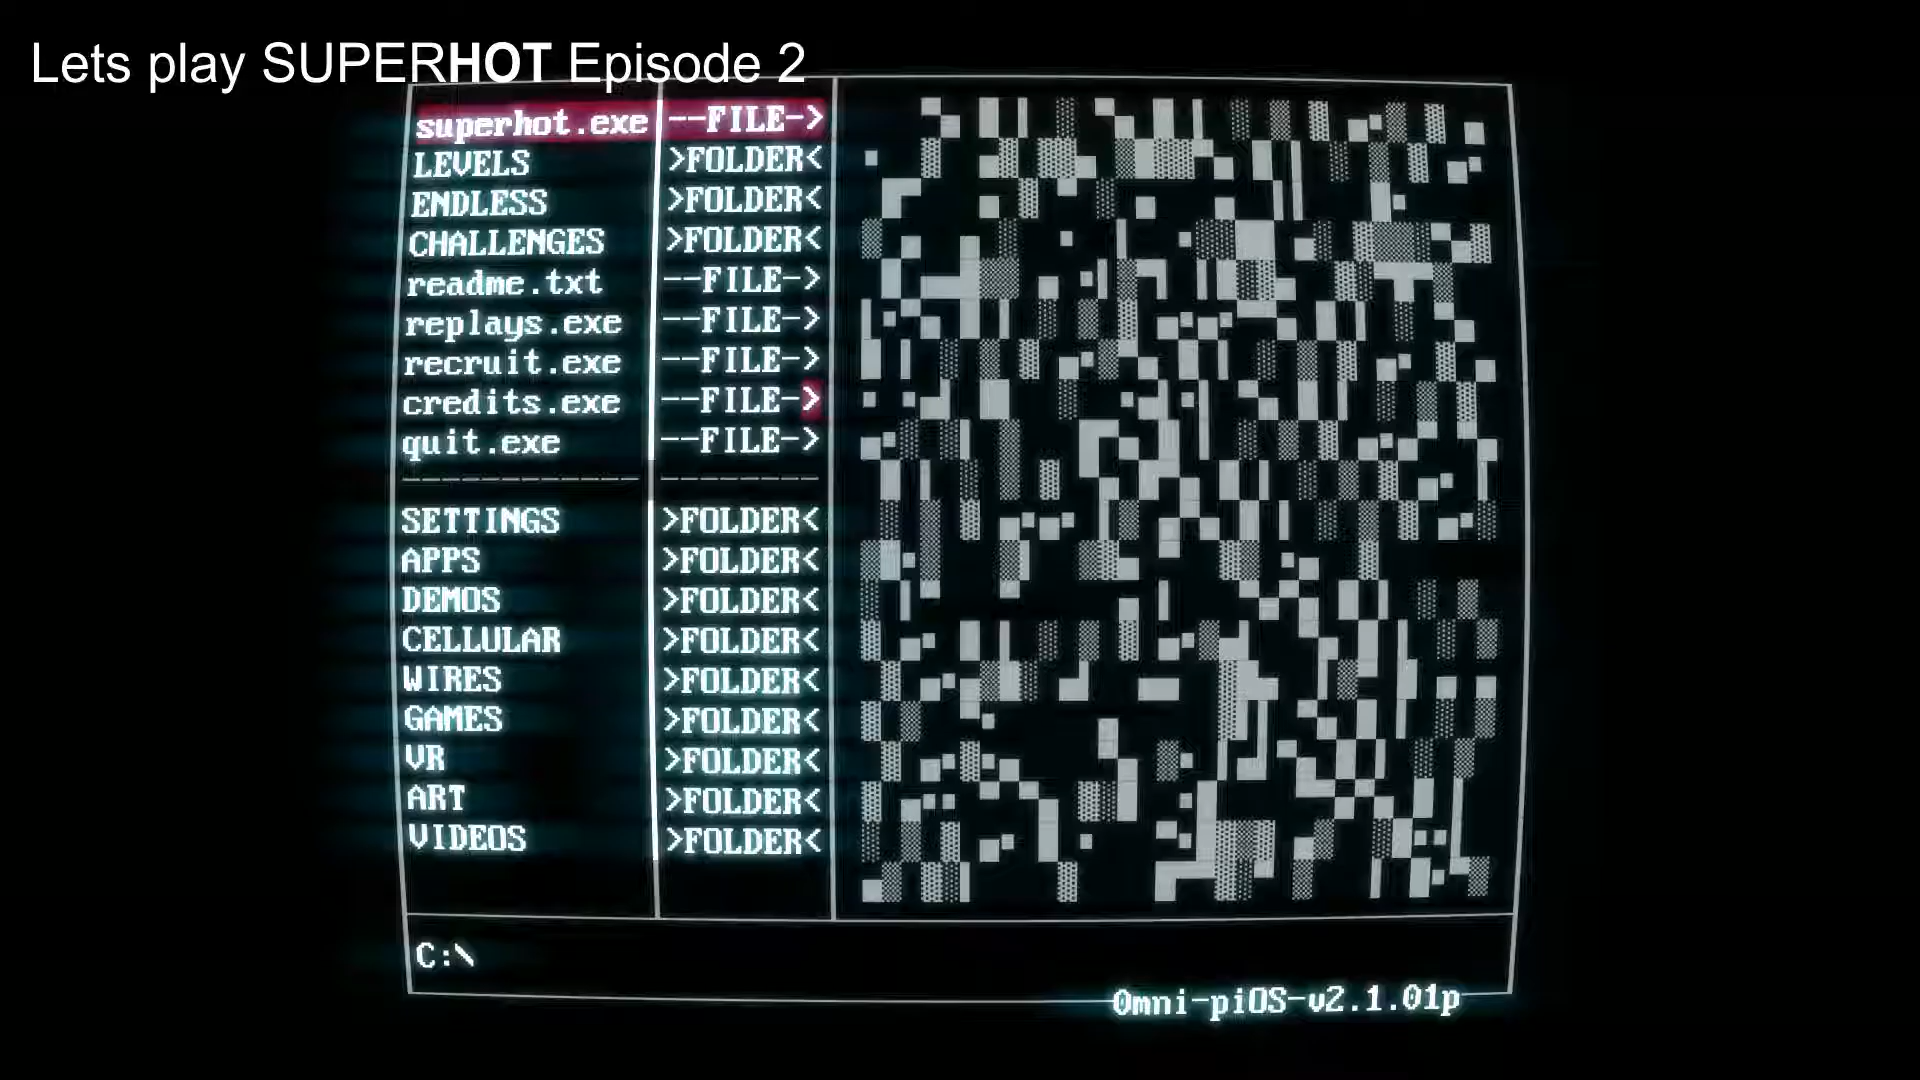 Lets play SUPERHOT Episode 2
superhot.exe --FILE->
LEVELS >FOLDER<
ENDLESS >FOLDER<
CHALLENGES >FOLDER<
readme.txt --FILE->
replays.exe --FILE->
recruit.exe --FILE->
credits.exe --FILE->
quit.exe --FILE->
SETTINGS >FOLDER<
APPS >FOLDER<
DEMOS >FOLDER<
CELLULAR >FOLDER<
WIRES >FOLDER<
GAMES >FOLDER<
VR >FOLDER<
ART >FOLDER<
VIDEOS >FOLDER<
C:\
0mni-piOS-v2.1.01p